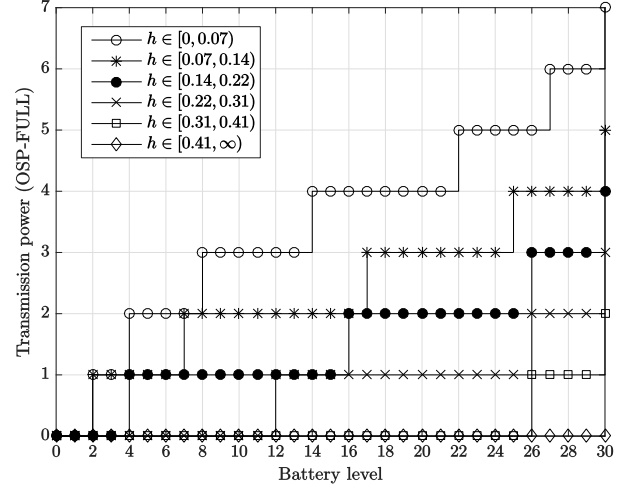 7
6
5
4
3
2
1
0
Transmission power (OSP-FULL)
h ∈ [0, 0.07)
h ∈ [0.07, 0.14)
h ∈ [0.14, 0.22)
h ∈ [0.22, 0.31)
h ∈ [0.31, 0.41)
h ∈ [0.41, ∞)
0 2 4 6 8 10 12 14 16 18 20 22 24 26 28 30
Battery level